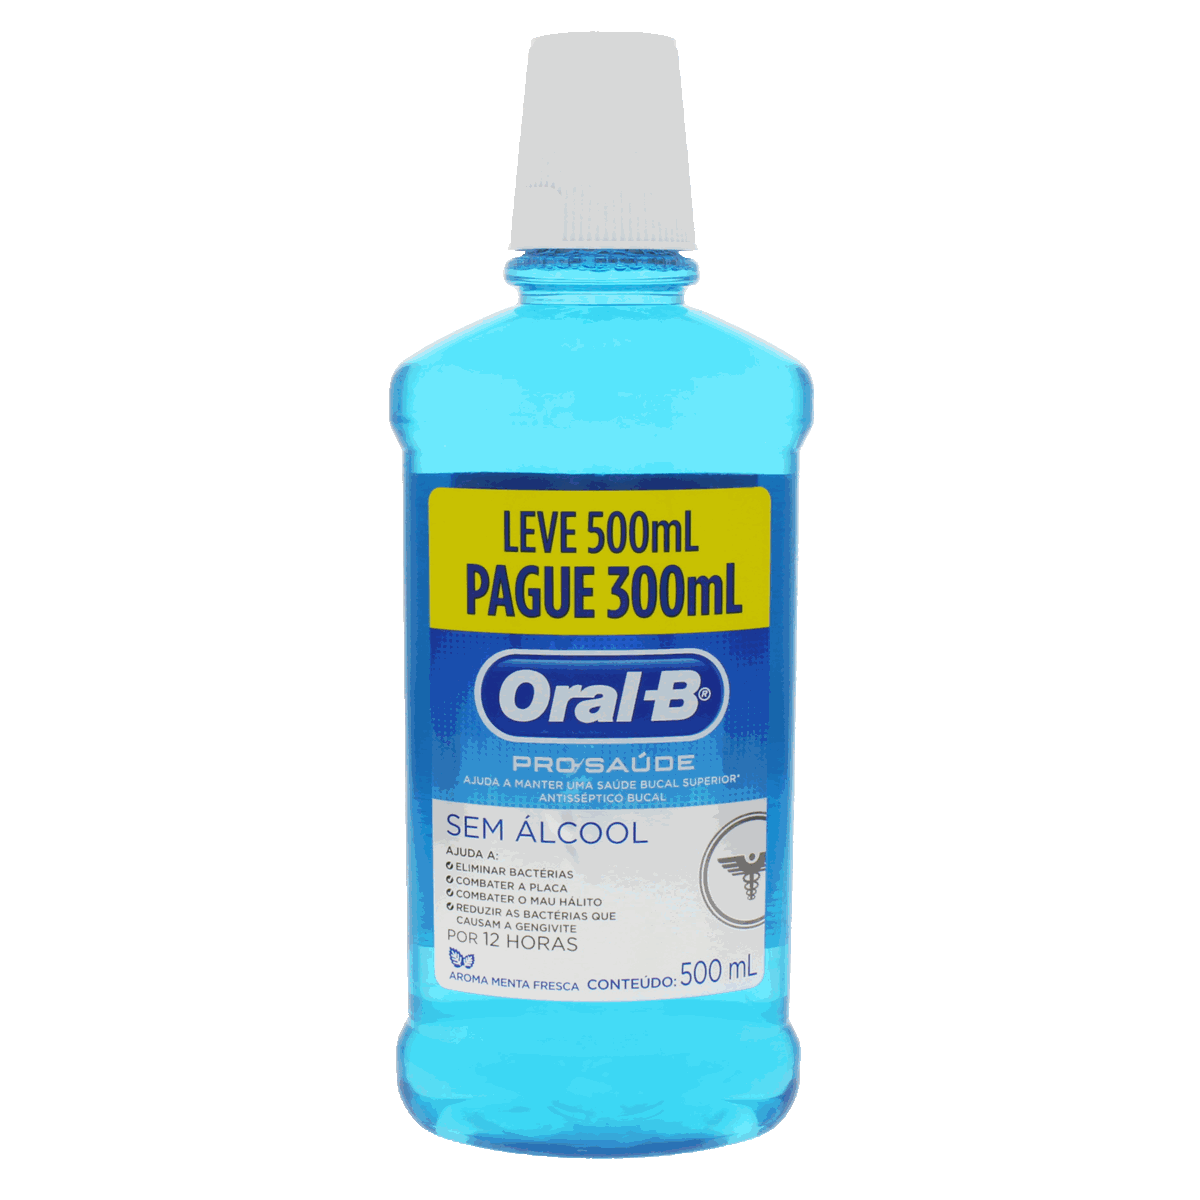 LEVE 500mL
PAGUE 300mL
Oral-B®
PRO-SAÚDE
AJUDA A MANTER UMA SAÚDE BUCAL SUPERIOR*
ANTISSÉPTICO BUCAL
SEM ÁLCOOL
AJUDA A:
ELIMINAR BACTÉRIAS
COMBATER A PLACA
COMBATER O MAU HÁLITO
REDUZIR AS BACTÉRIAS QUE
CAUSAM A GENGIVITE
POR 12 HORAS
AROMA MENTA FRESCA CONTEÚDO: 500 mL